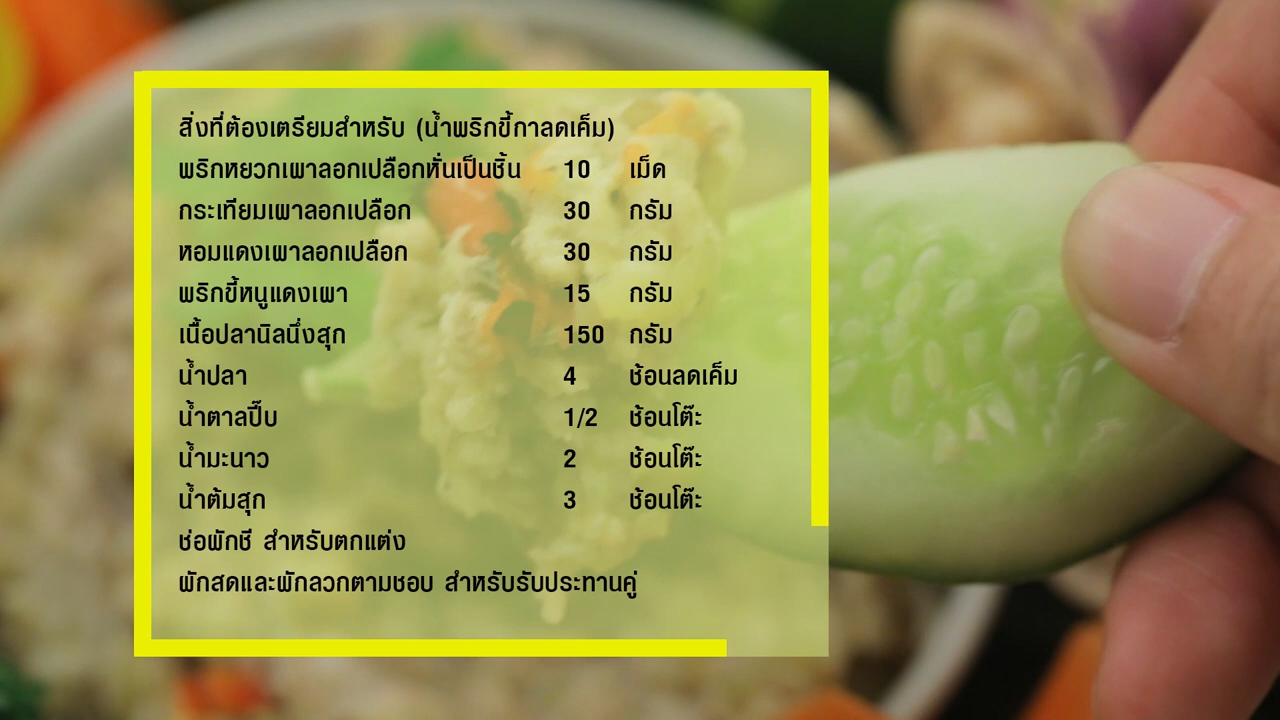 สิ่งที่ต้องเตรียมสำหรับ (น้ำพริกขี้กาลดเค็ม)
พริกหยวกเผาลอกเปลือกหั่นเป็นชิ้น 10 เม็ด
กระเทียมเผาลอกเปลือก 30 กรัม
หอมแดงเผาลอกเปลือก 30 กรัม
พริกขี้หนูแดงเผา 15 กรัม
เนื้อปลานิลนึ่งสุก 150 กรัม
น้ำปลา 4 ช้อนลดเค็ม
น้ำตาลปี๊บ 1/2 ช้อนโต๊ะ
น้ำมะนาว 2 ช้อนโต๊ะ
น้ำต้มสุก 3 ช้อนโต๊ะ
ช่อผักชี สำหรับตกแต่ง
ผักสดและผักลวกตามชอบ สำหรับรับประทานคู่